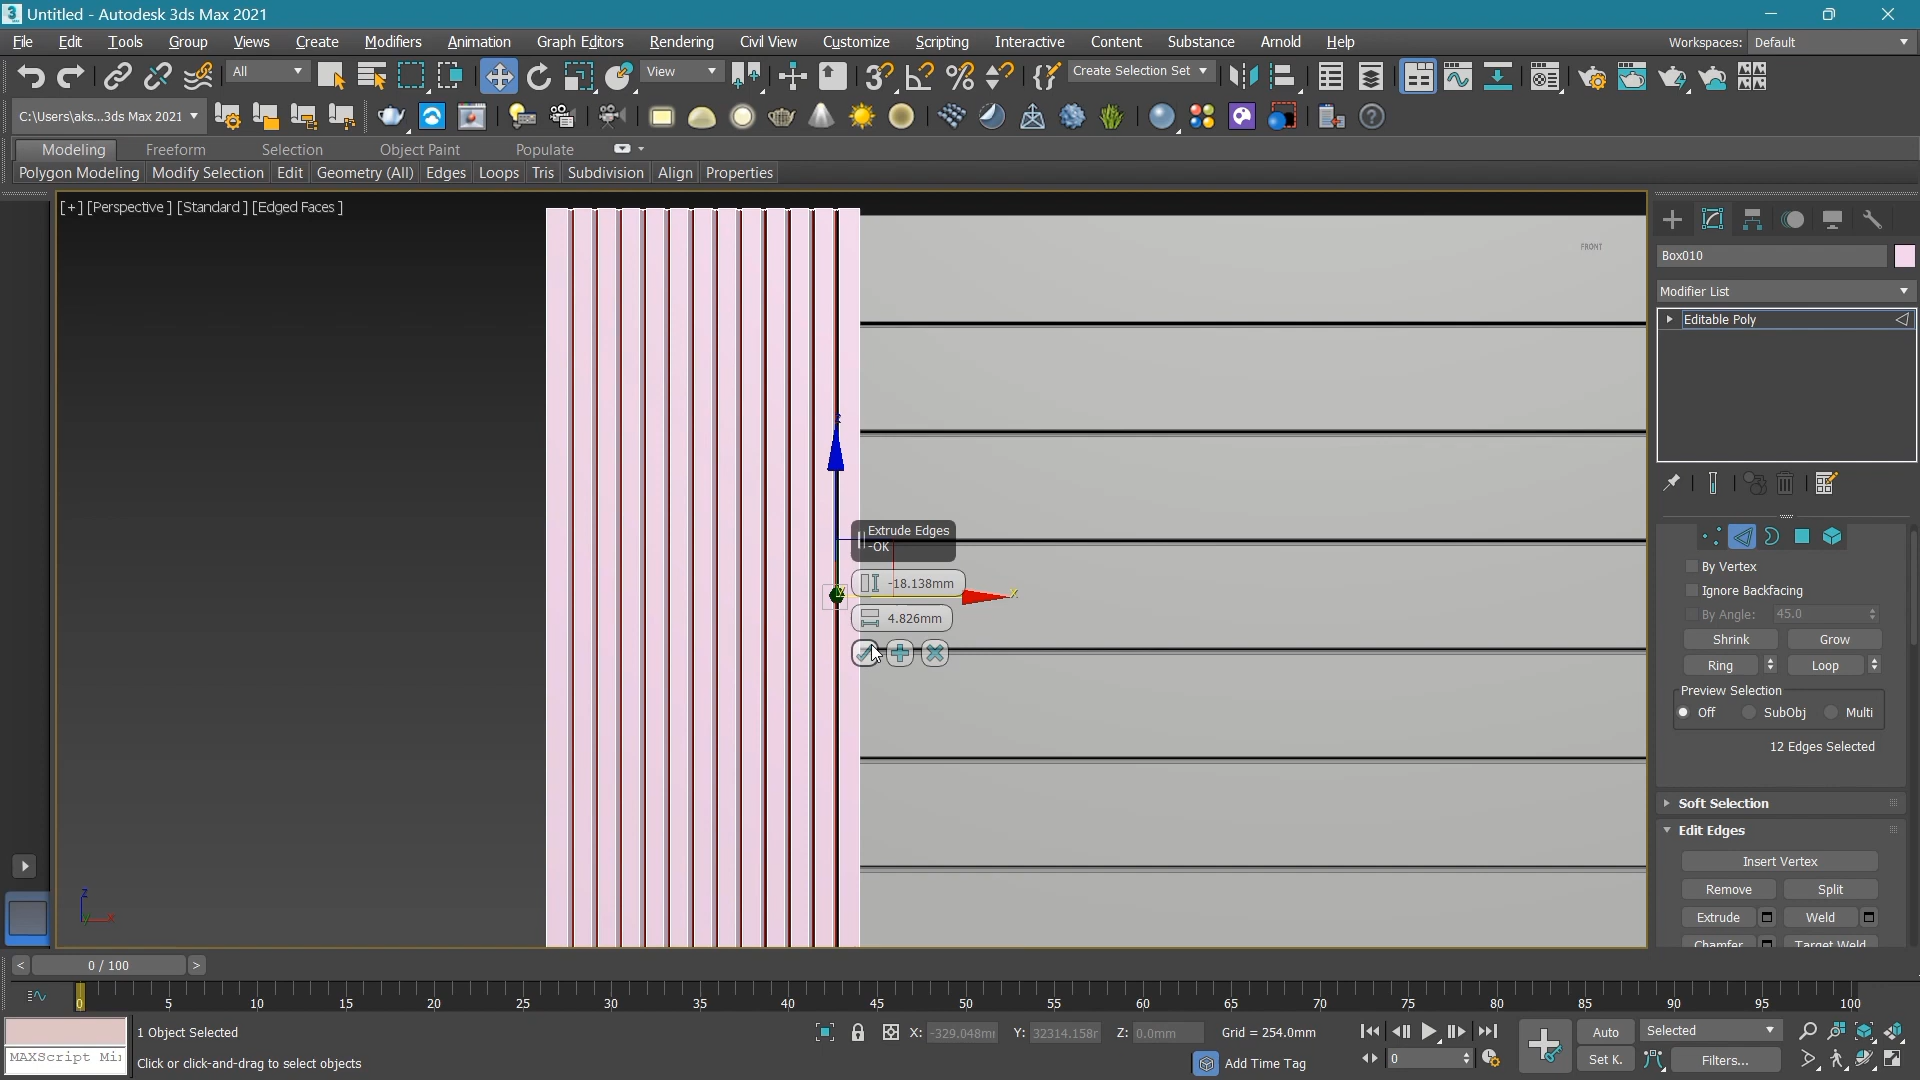 Untitled - Autodesk 3ds Max 2021
File Edit Tools Group Views Create Modifiers Animation Graph Editors Rendering Civil View Customize Scripting Interactive Content Substance Arnold Help Workspaces: Default
All View Create Selection Set
C:\Users\aks...3ds Max 2021
Modeling Freeform Selection Object Paint Populate
Polygon Modeling Modify Selection Edit Geometry (All) Edges Loops Tris Subdivision Align Properties
[+] [Perspective ] [Standard ] [Edged Faces ]
FRONT
Box010
Modifier List
Editable Poly
z
Extrude Edges
-OK
-18.138mm
x
4.826mm
By Vertex
Ignore Backfacing
By Angle: 45.0
Shrink Grow
Ring Loop
Preview Selection
Off SubObj Multi
12 Edges Selected
Soft Selection
Edit Edges
Insert Vertex
Remove Split
Extrude Weld
Chamfer Target Weld
z
x
< 0 / 100 >
0 5 10 15 20 25 30 35 40 45 50 55 60 65 70 75 80 85 90 95 100
1 Object Selected X: -329.048mr Y: 32314.158r Z: 0.0mm Grid = 254.0mm Auto Selected
MAXScript Mi: Click or click-and-drag to select objects Add Time Tag 0 Set K. Filters...